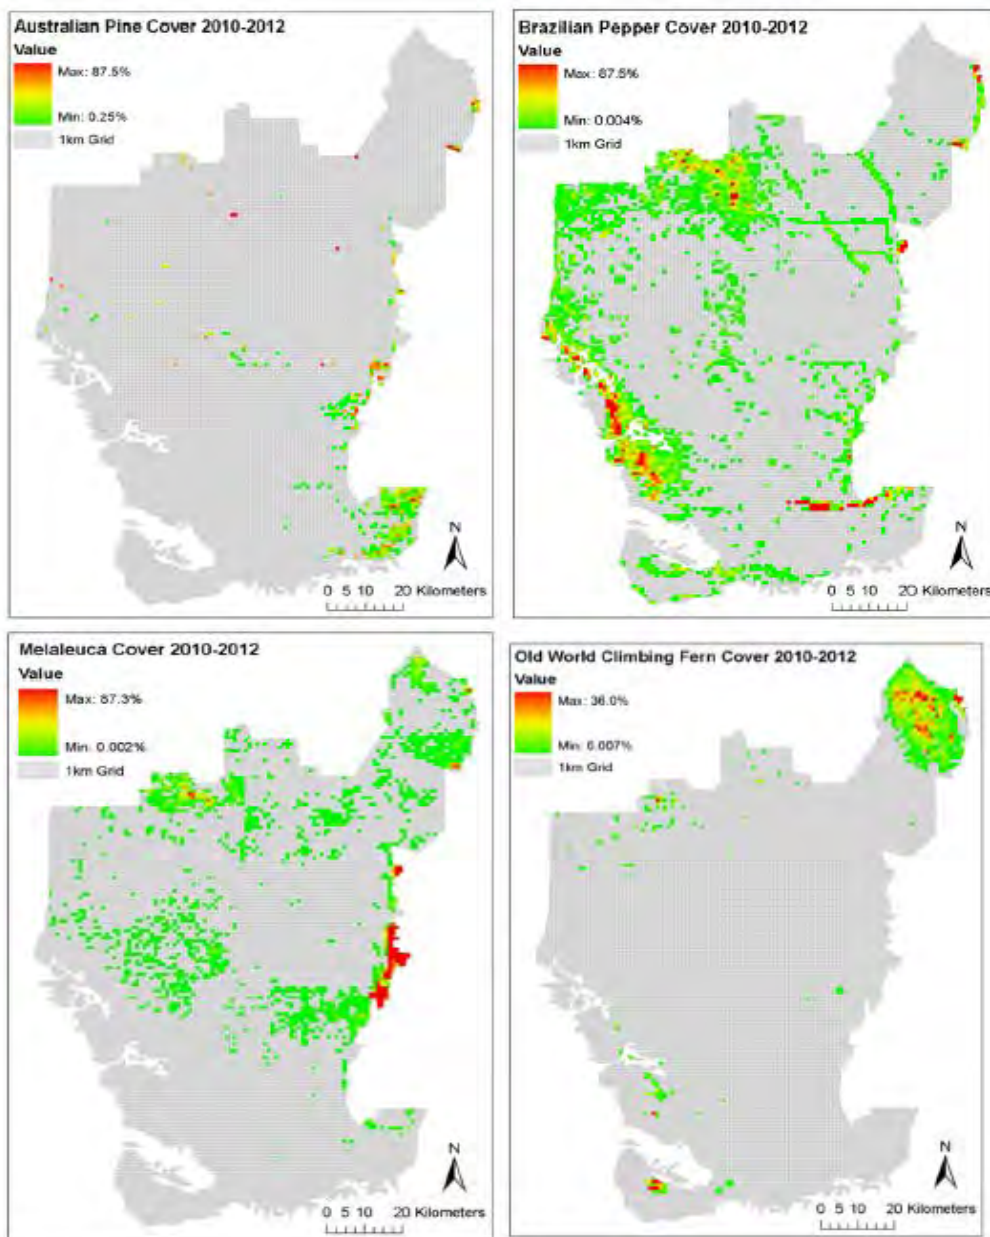 Australian Pine Cover 2010-2012
Value
Max: 87.5%
Min: 0.25%
1km Grid
N
0 5 10 20 Kilometers
Brazilian Pepper Cover 2010-2012
Value
Max: 87.5%
Min: 0.004%
1km Grid
N
0 5 10 20 Kilometers
Melaleuca Cover 2010-2012
Value
Max: 87.3%
Min: 0.002%
1km Grid
N
0 5 10 20 Kilometers
Old World Climbing Fern Cover 2010-2012
Value
Max: 36.0%
Min: 0.007%
1km Grid
N
0 5 10 20 Kilometers